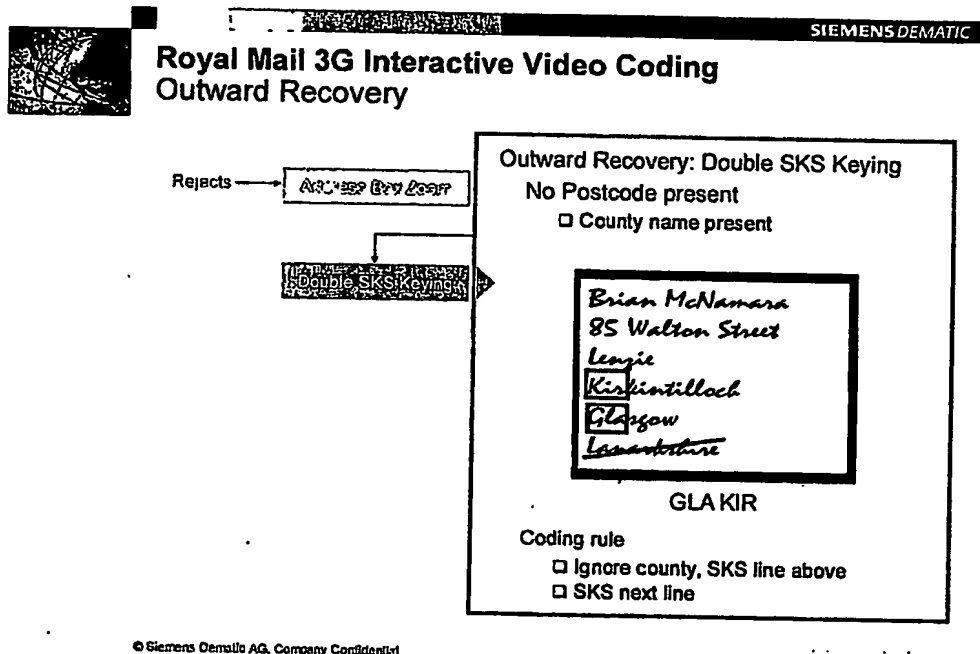 SIEMENS DEMATIC
Royal Mail 3G Interactive Video Coding
Outward Recovery
Rejects
Double SKS Keying
Outward Recovery: Double SKS Keying
No Postcode present
County name present
Brian McNamara
85 Walton Street
Lenzie
Kirkintilloch
Glasgow
Lanarkshire
GLA KIR
Coding rule
Ignore county, SKS line above
SKS next line
© Siemens Dematic AG, Company Confidential